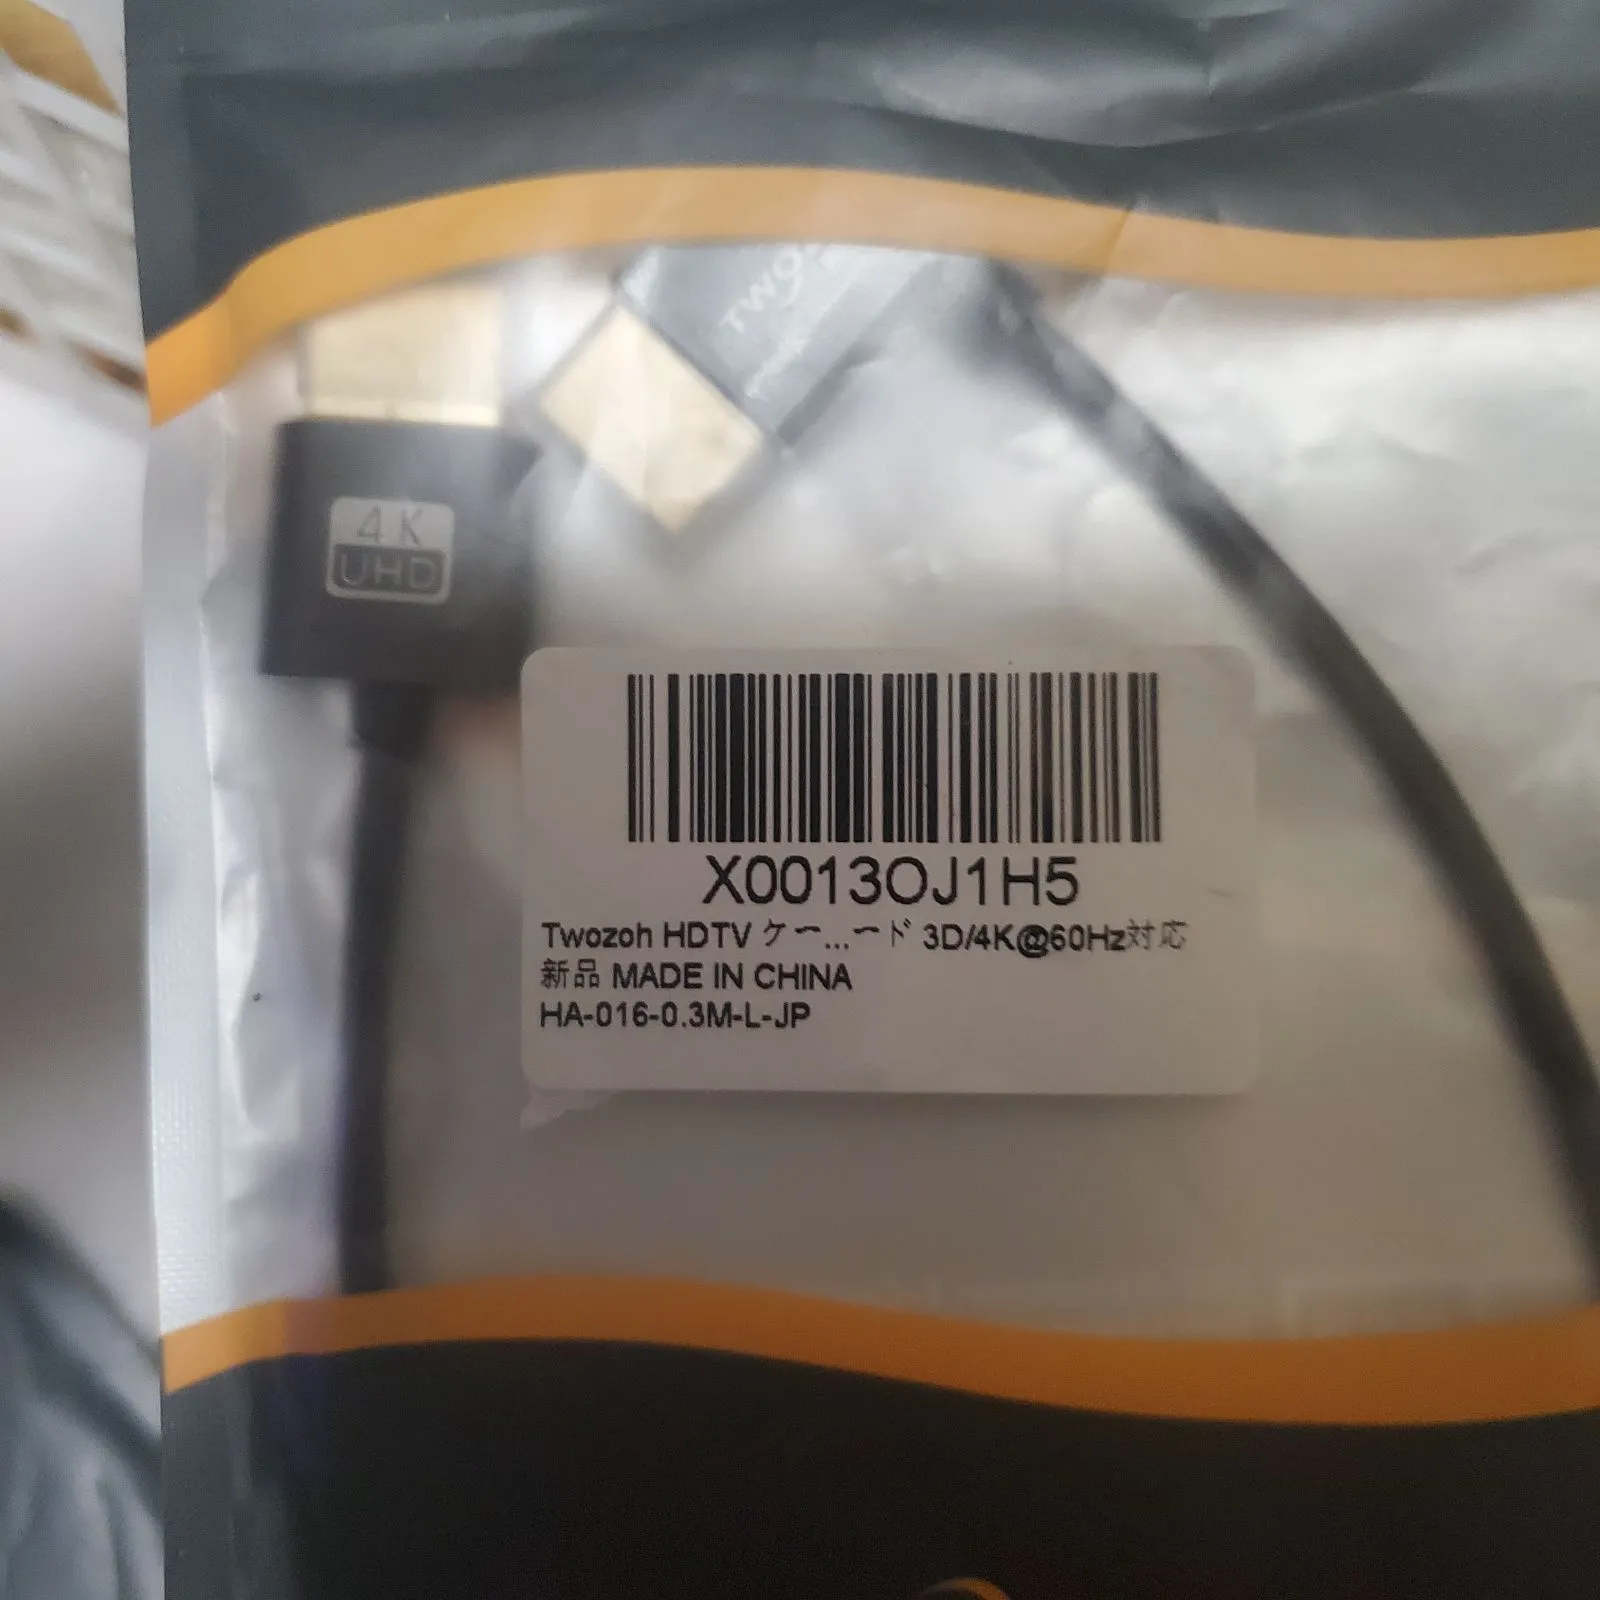 4K
UHD
X0013OJ1H5
Twozoh HDTV ケー...ード 3D/4K@60Hz対応
新品 MADE IN CHINA
HA-016-0.3M-L-JP